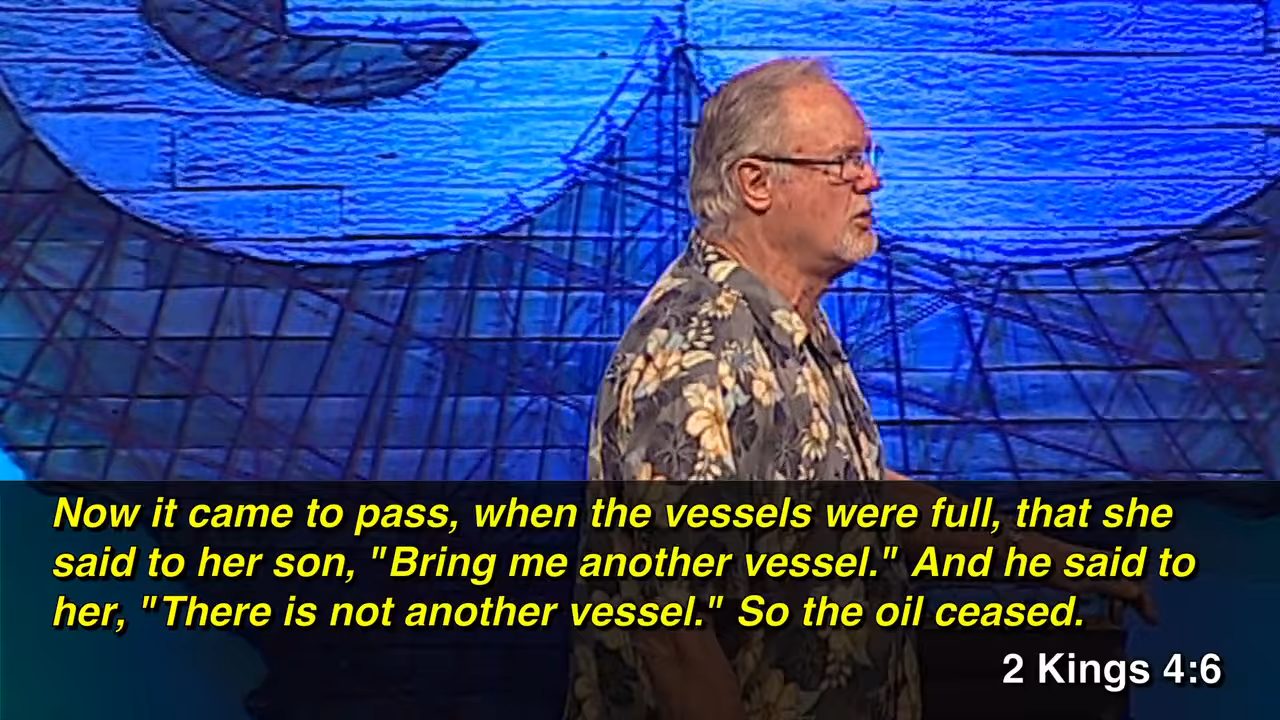 Now it came to pass, when the vessels were full, that she
said to her son, "Bring me another vessel." And he said to
her, "There is not another vessel." So the oil ceased.
2 Kings 4:6